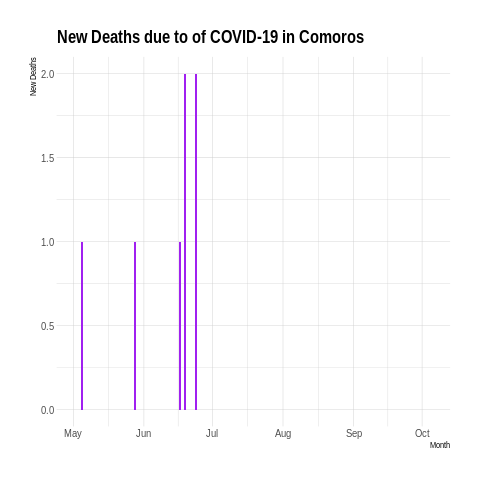 New Deaths due to of COVID-19 in Comoros
New Deaths
2.0
1.5
1.0
0.5
0.0
May Jun Jul Aug Sep Oct
Month